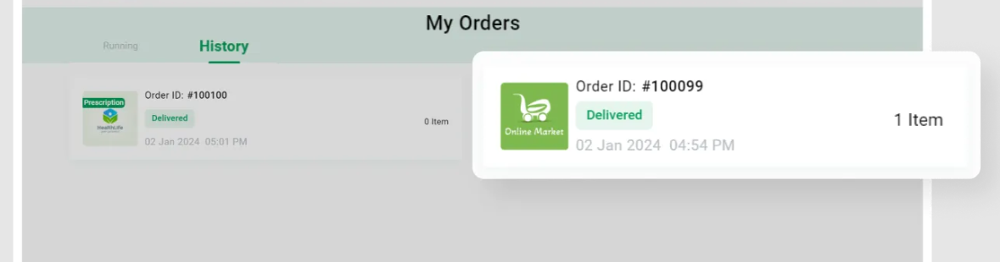 My Orders
Running
History
Prescription
HealthLife
Order ID: #100100
Delivered
02 Jan 2024 05:01 PM
0 Item
Online Market
Order ID: #100099
Delivered
02 Jan 2024 04:54 PM
1 Item